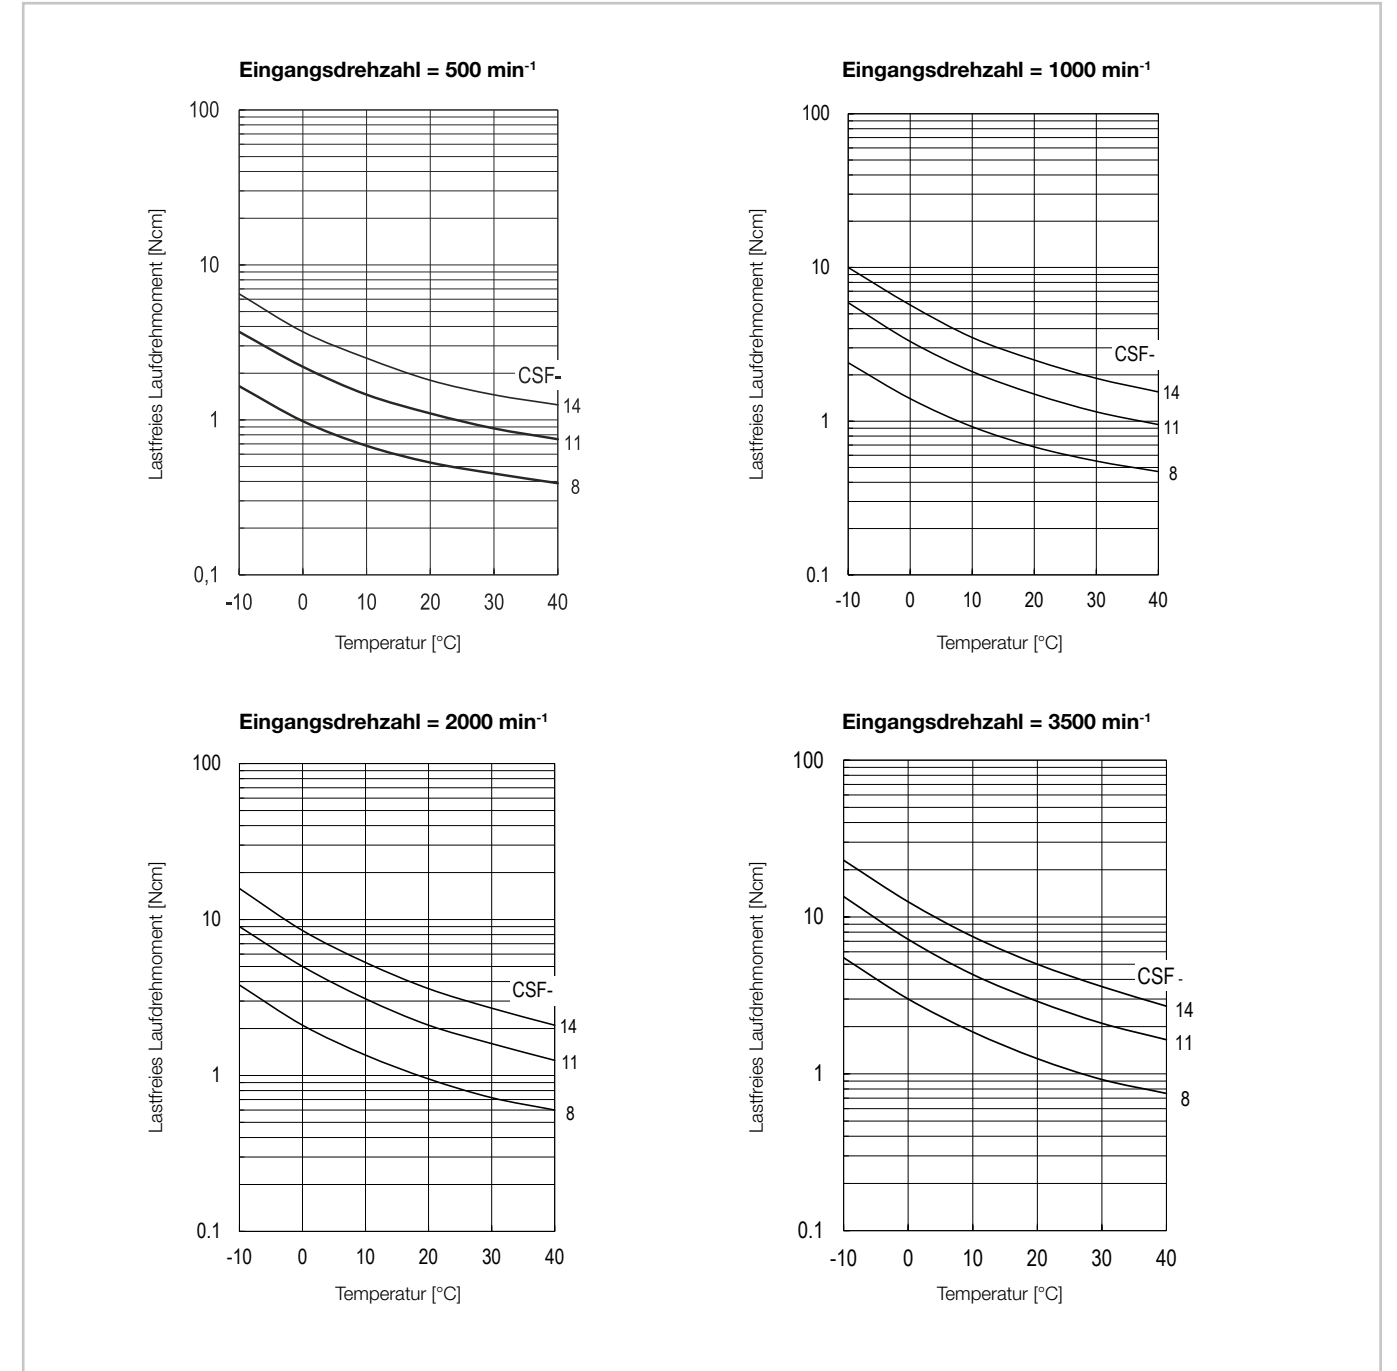 Eingangsdrehzahl = 500 min-1
100
10
1
0,1
Lastfreies Laufdrehmoment [Ncm]
CSF-
14
11
8
-10 0 10 20 30 40
Temperatur [°C]
Eingangsdrehzahl = 1000 min-1
100
10
1
0.1
Lastfreies Laufdrehmoment [Ncm]
CSF-
14
11
8
-10 0 10 20 30 40
Temperatur [°C]
Eingangsdrehzahl = 2000 min-1
100
10
1
0.1
Lastfreies Laufdrehmoment [Ncm]
CSF-
14
11
8
-10 0 10 20 30 40
Temperatur [°C]
Eingangsdrehzahl = 3500 min-1
100
10
1
0.1
Lastfreies Laufdrehmoment [Ncm]
CSF -
14
11
8
-10 0 10 20 30 40
Temperatur [°C]